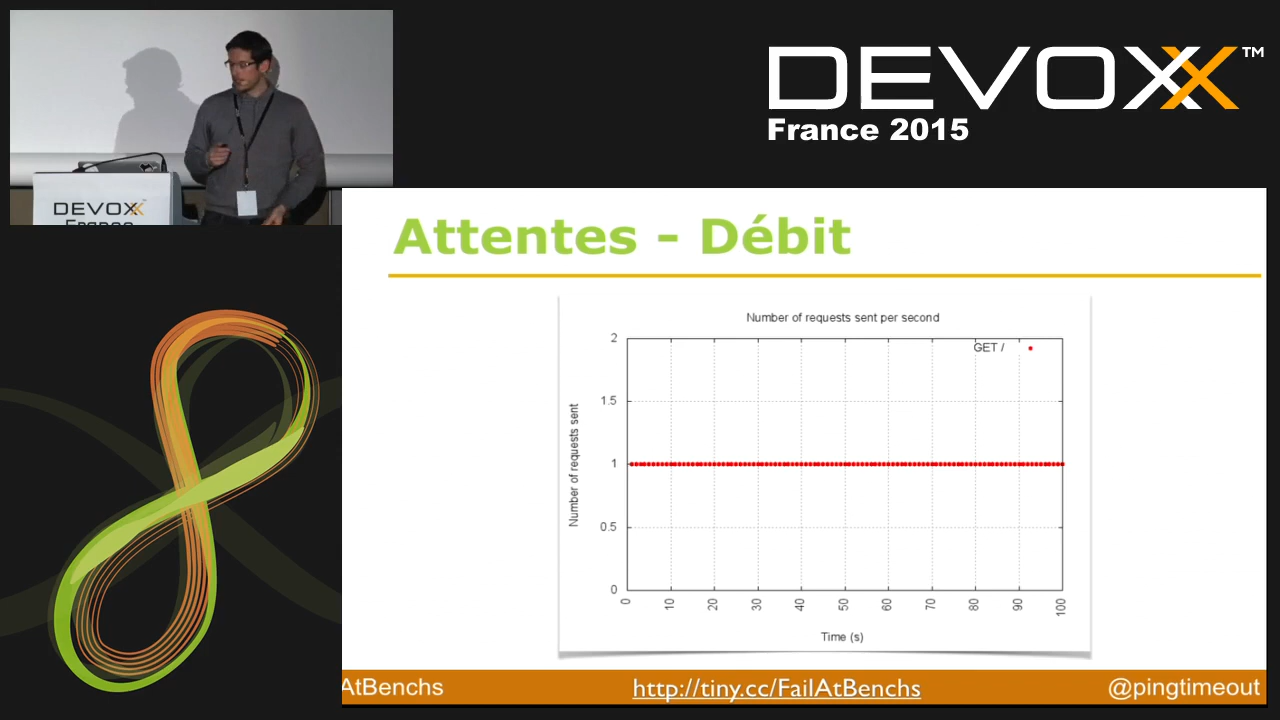 DEVOXX™
France 2015
DEVOXX
France
Attentes - Débit
Number of requests sent per second
GET /
Number of requests sent
2
1.5
1
0.5
0
0 10 20 30 40 50 60 70 80 90 100
Time (s)
AtBenchs
http://tiny.cc/FailAtBenchs
@pingtimeout